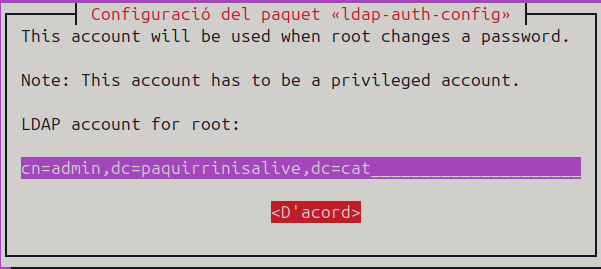 Configuració del paquet «ldap-auth-config»
This account will be used when root changes a password.
Note: This account has to be a privileged account.
LDAP account for root:
cn=admin,dc=paquirrinisalive,dc=cat_____________________
<D'acord>